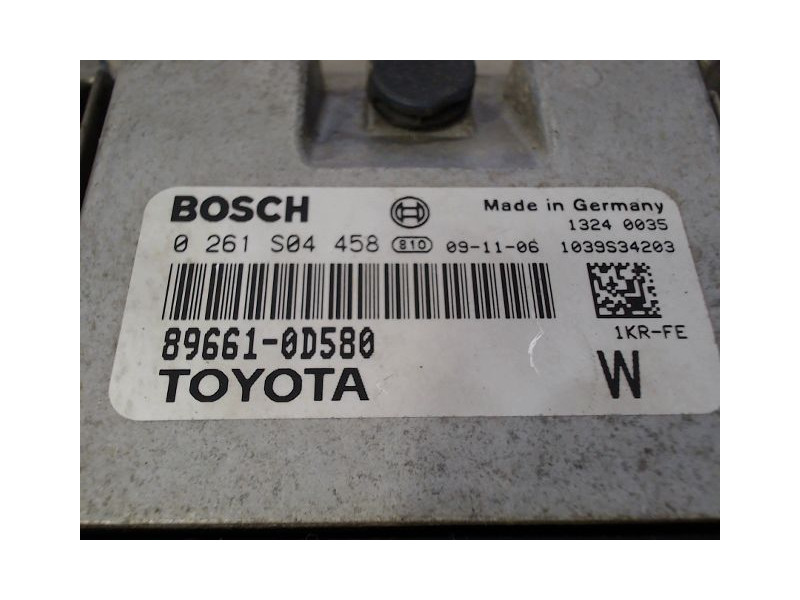 BOSCH
Made in Germany
1324 0035
0 261 S04 458 810 09-11-06 1039S34203
89661-0D580
1KR-FE
TOYOTA
W